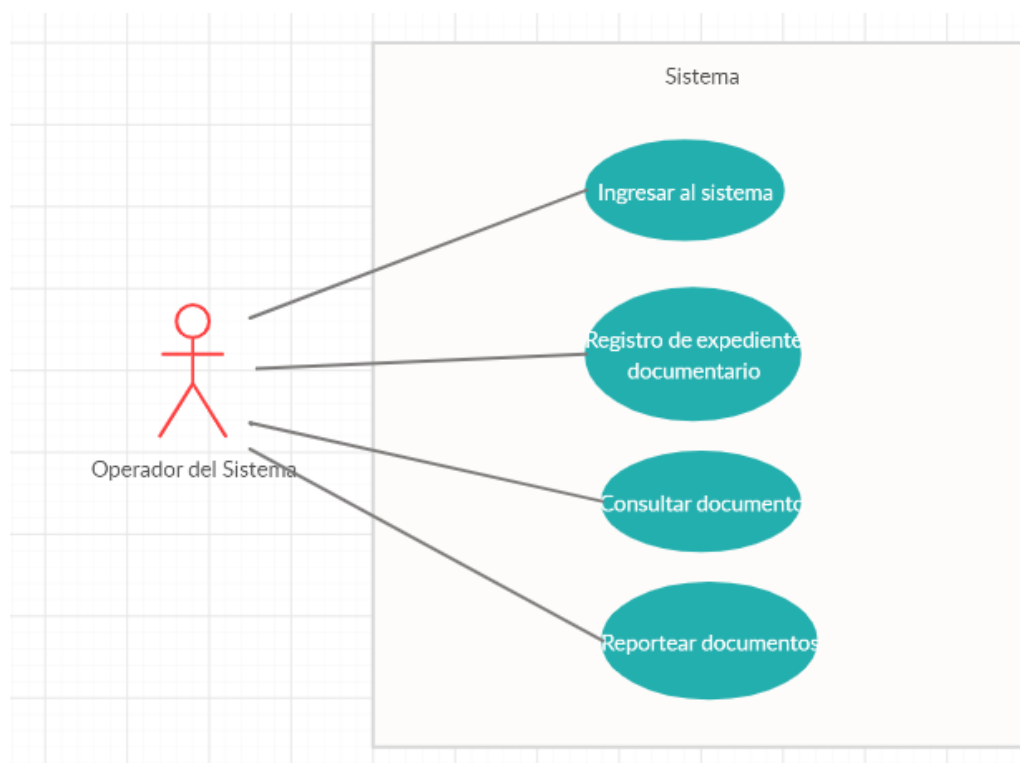 Sistema
Ingresar al sistema
Registro de expediente
documentario
Operador del Sistema
Consultar documento
Reportear documentos